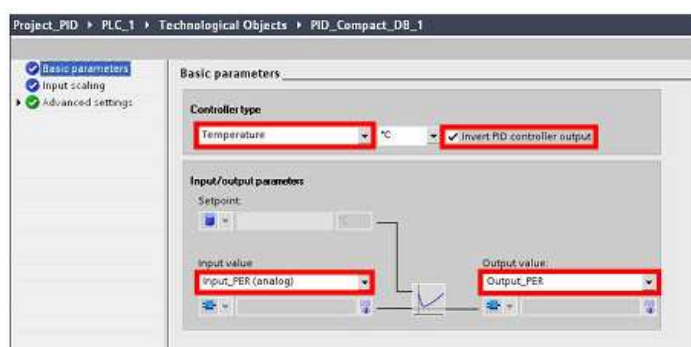 Project_PID ▸ PLC_1 ▸ Technological Objects ▸ PID_Compact_DB_1
Basic parameters
Input scaling
Advanced settings
Basic parameters
Controller type
Temperature °C Invert PID controller output
Input/output parameters
Setpoint:
°C
Input value: Output value:
Input_PER (analog) Output_PER